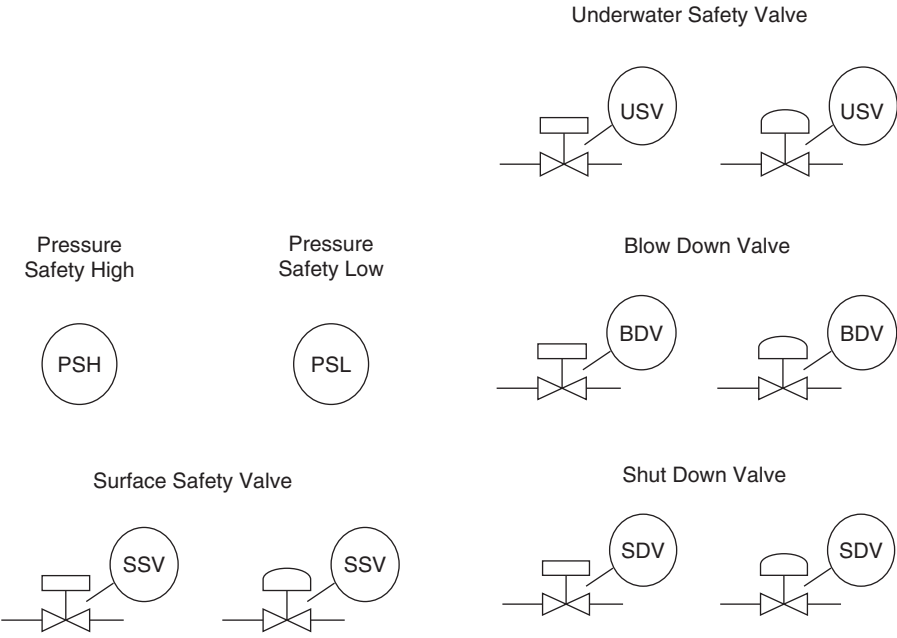 Underwater Safety Valve
USV
USV
Pressure
Safety High
Pressure
Safety Low
Blow Down Valve
PSH
PSL
BDV
BDV
Surface Safety Valve
Shut Down Valve
SSV
SSV
SDV
SDV